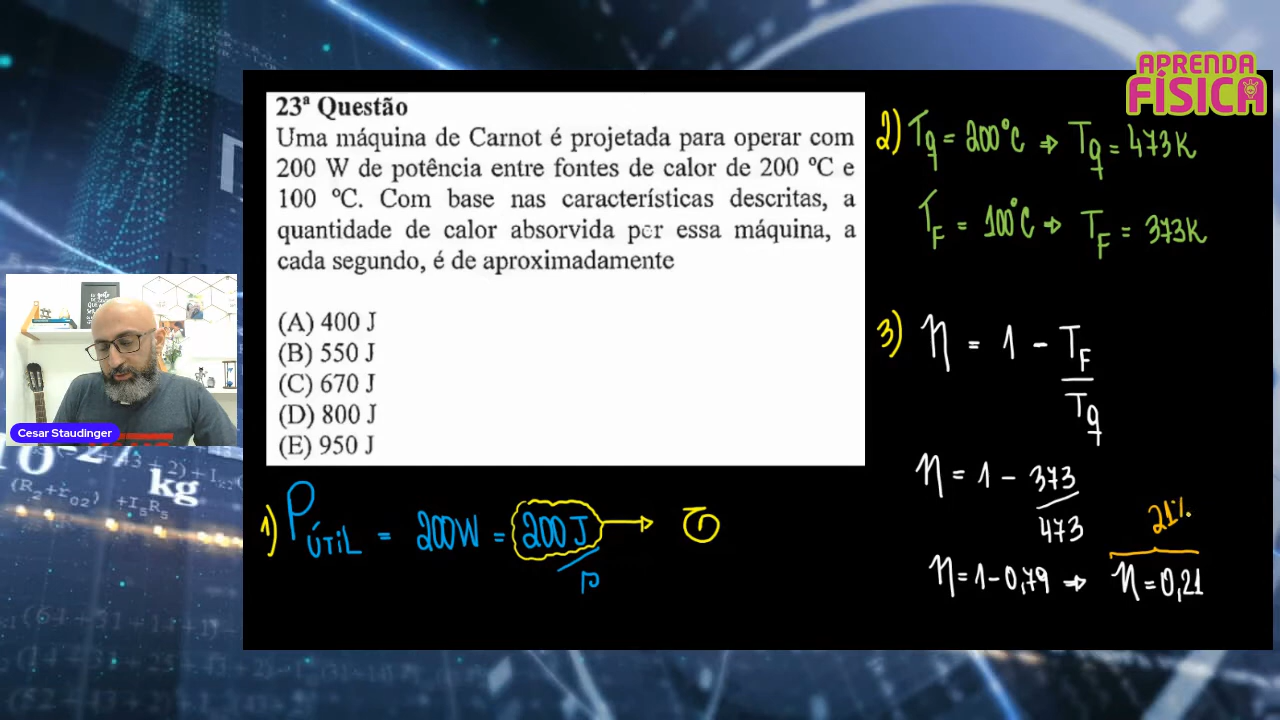 APRENDA
FÍSICA
23ª Questão
Uma máquina de Carnot é projetada para operar com
200 W de potência entre fontes de calor de 200 ºC e
100 ºC. Com base nas características descritas, a
quantidade de calor absorvida por essa máquina, a
cada segundo, é de aproximadamente
(A) 400 J
(B) 550 J
(C) 670 J
(D) 800 J
(E) 950 J
1) P ÚTIL = 200W = 200 J / s → 𝒢
2) Tq = 200°C ⇒ Tq = 473K
TF = 100°C ⇒ TF = 373K
3) η = 1 - TF / Tq
η = 1 - 373 / 473
21%
η = 1 - 0,79 ⇒ η = 0,21
Cesar Staudinger
kg